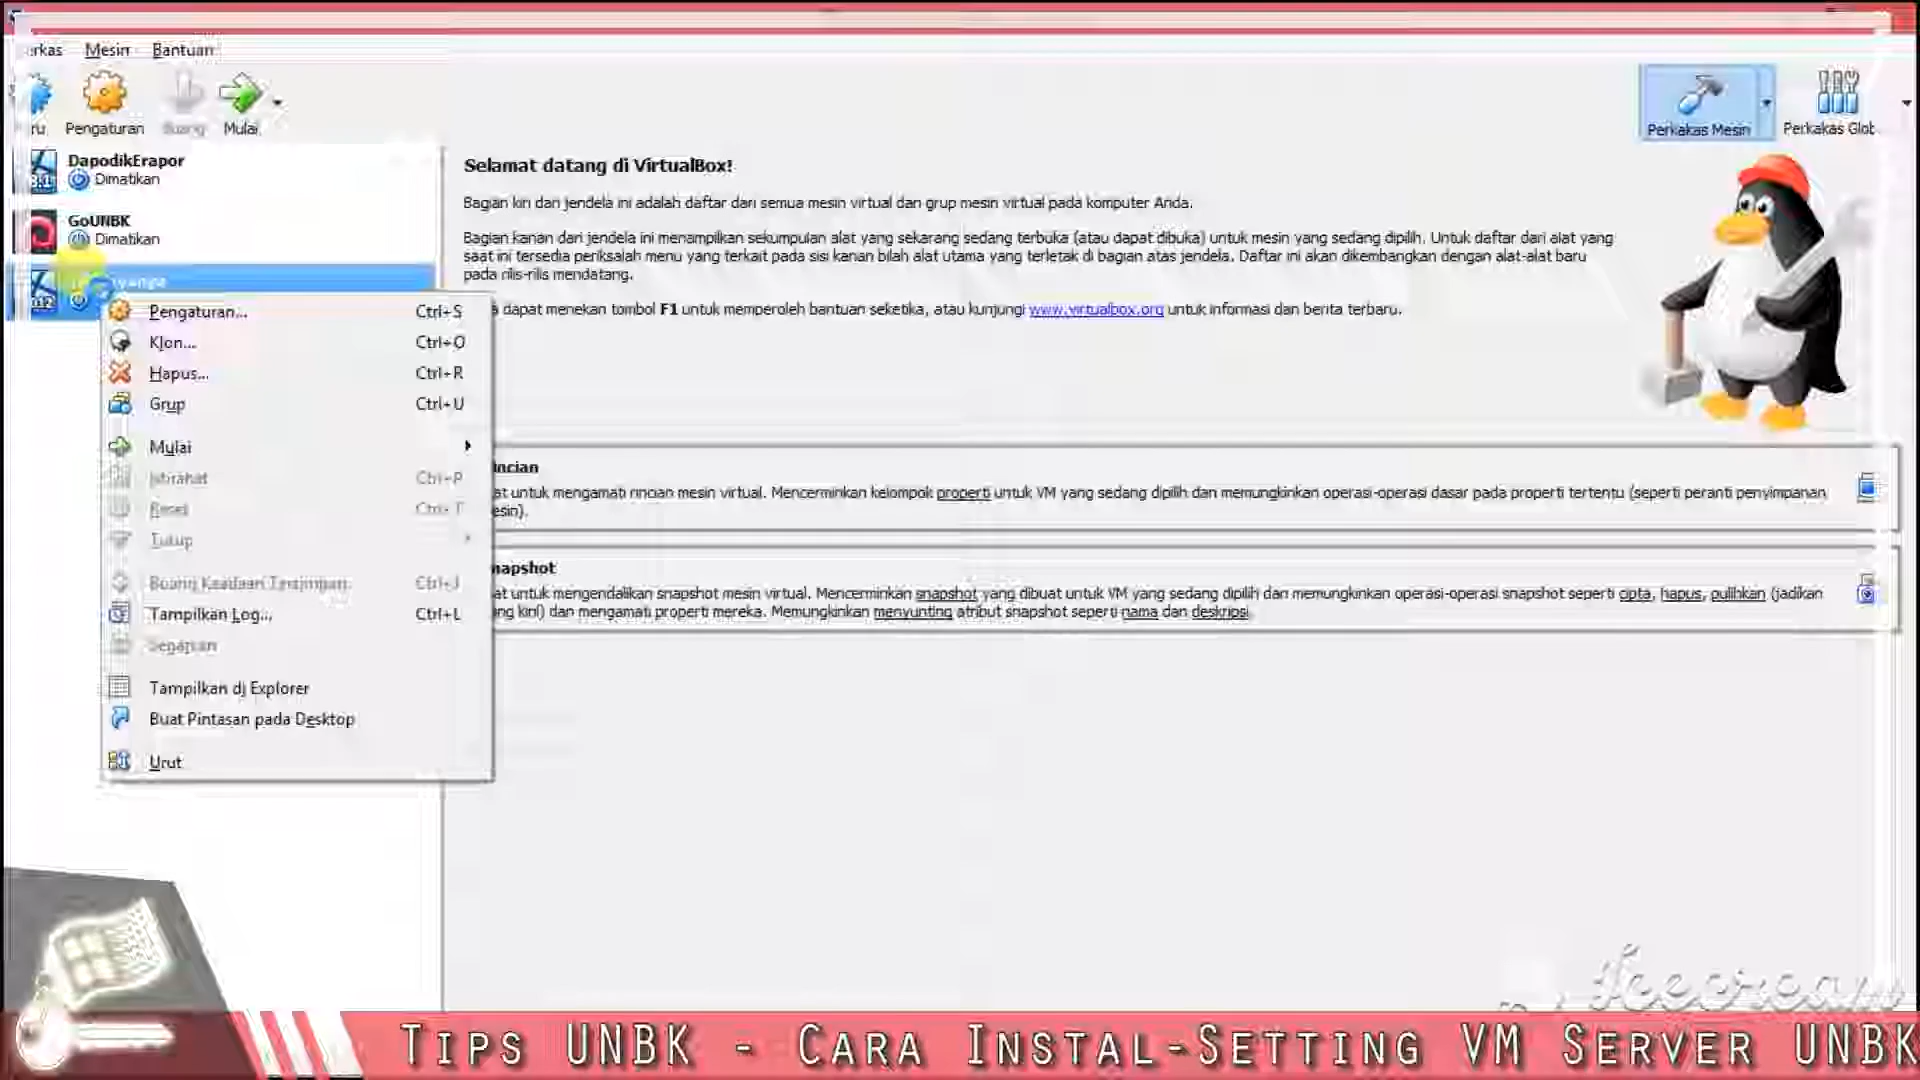 Mesin Bantuan
Pengaturan Buang Mulai
Perkakas Mesin Perkakas Glob
DapodikErapor
Dimatikan
GoUNBK
Dimatikan
Selamat datang di VirtualBox!
Bagian kiri dari jendela ini adalah daftar dari semua mesin virtual dan grup mesin virtual pada komputer Anda.
Bagian kanan dari jendela ini menampilkan sekumpulan alat yang sekarang sedang terbuka (atau dapat dibuka) untuk mesin yang sedang dipilih. Untuk daftar dari alat yang
saat ini tersedia periksalah menu yang terkait pada sisi kanan bilah alat utama yang terletak di bagian atas jendela. Daftar ini akan dikembangkan dengan alat-alat baru
pada rilis-rilis mendatang.
dapat menekan tombol F1 untuk memperoleh bantuan seketika, atau kunjungi www.virtualbox.org untuk informasi dan berita terbaru.
Pengaturan... Ctrl+S
Klon... Ctrl+O
Hapus... Ctrl+R
Grup Ctrl+U
Mulai
Istirahat Ctrl+P
Reset Ctrl+T
Tutup
Buang Keadaan Tersimpan Ctrl+J
Tampilkan Log... Ctrl+L
Segarkan
Tampilkan di Explorer
Buat Pintasan pada Desktop
Urut
incian
at untuk mengamati rincian mesin virtual. Mencerminkan kelompok properti untuk VM yang sedang dipilih dan memungkinkan operasi-operasi dasar pada properti tertentu (seperti peranti penyimpanan
esin).
napshot
at untuk mengendalikan snapshot mesin virtual. Mencerminkan snapshot yang dibuat untuk VM yang sedang dipilih dan memungkinkan operasi-operasi snapshot seperti cipta, hapus, pulihkan (jadikan
ng kini) dan mengamati properti mereka. Memungkinkan menyunting atribut snapshot seperti nama dan deskripsi.
Icecream
Tips UNBK - Cara Instal-Setting VM Server UNBK